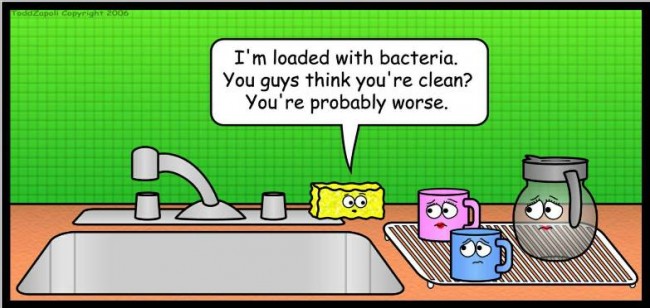 ToddZapoli Copyright 2006
I'm loaded with bacteria.
You guys think you're clean?
You're probably worse.